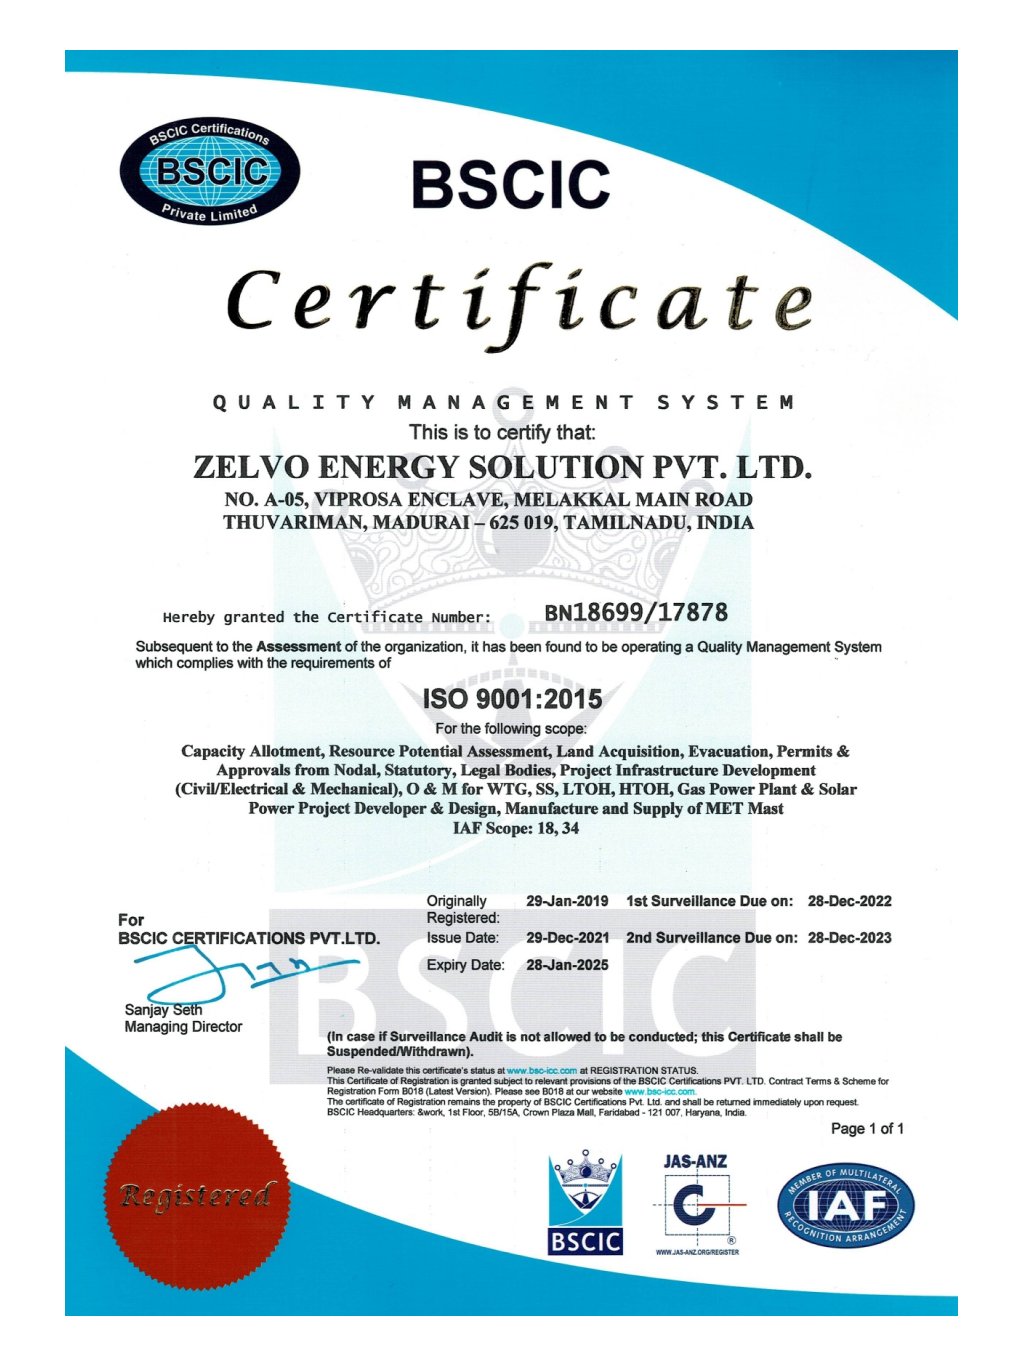 BSCIC Certifications
BSCIC
Private Limited
BSCIC
Certificate
QUALITY MANAGEMENT SYSTEM
This is to certify that:
ZELVO ENERGY SOLUTION PVT. LTD.
NO. A-05, VIPROSA ENCLAVE, MELAKKAL MAIN ROAD
THUVARIMAN, MADURAI – 625 019, TAMILNADU, INDIA
Hereby granted the Certificate Number: BN18699/17878
Subsequent to the Assessment of the organization, it has been found to be operating a Quality Management System
which complies with the requirements of
ISO 9001:2015
For the following scope:
Capacity Allotment, Resource Potential Assessment, Land Acquisition, Evacuation, Permits &
Approvals from Nodal, Statutory, Legal Bodies, Project Infrastructure Development
(Civil/Electrical & Mechanical), O & M for WTG, SS, LTOH, HTOH, Gas Power Plant & Solar
Power Project Developer & Design, Manufacture and Supply of MET Mast
IAF Scope: 18, 34
For
BSCIC CERTIFICATIONS PVT.LTD.
Sanjay Seth
Managing Director
Originally Registered: 29-Jan-2019 1st Surveillance Due on: 28-Dec-2022
Issue Date: 29-Dec-2021 2nd Surveillance Due on: 28-Dec-2023
Expiry Date: 28-Jan-2025
BSCIC
(In case if Surveillance Audit is not allowed to be conducted; this Certificate shall be
Suspended/Withdrawn).
Please Re-validate this certificate's status at www.bsc-icc.com at REGISTRATION STATUS.
This Certificate of Registration is granted subject to relevant provisions of the BSCIC Certifications PVT. LTD. Contract Terms & Scheme for
Registration Form B018 (Latest Version). Please see B018 at our website www.bsc-icc.com.
The certificate of Registration remains the property of BSCIC Certifications Pvt. Ltd. and shall be returned immediately upon request.
BSCIC Headquarters: &work, 1st Floor, 5B/15A, Crown Plaza Mall, Faridabad - 121 007, Haryana, India.
Page 1 of 1
Registered
BSCIC
JAS-ANZ
C
®
WWW.JAS-ANZ.ORG/REGISTER
MEMBER OF MULTILATERAL
IAF
RECOGNITION ARRANGEMENT